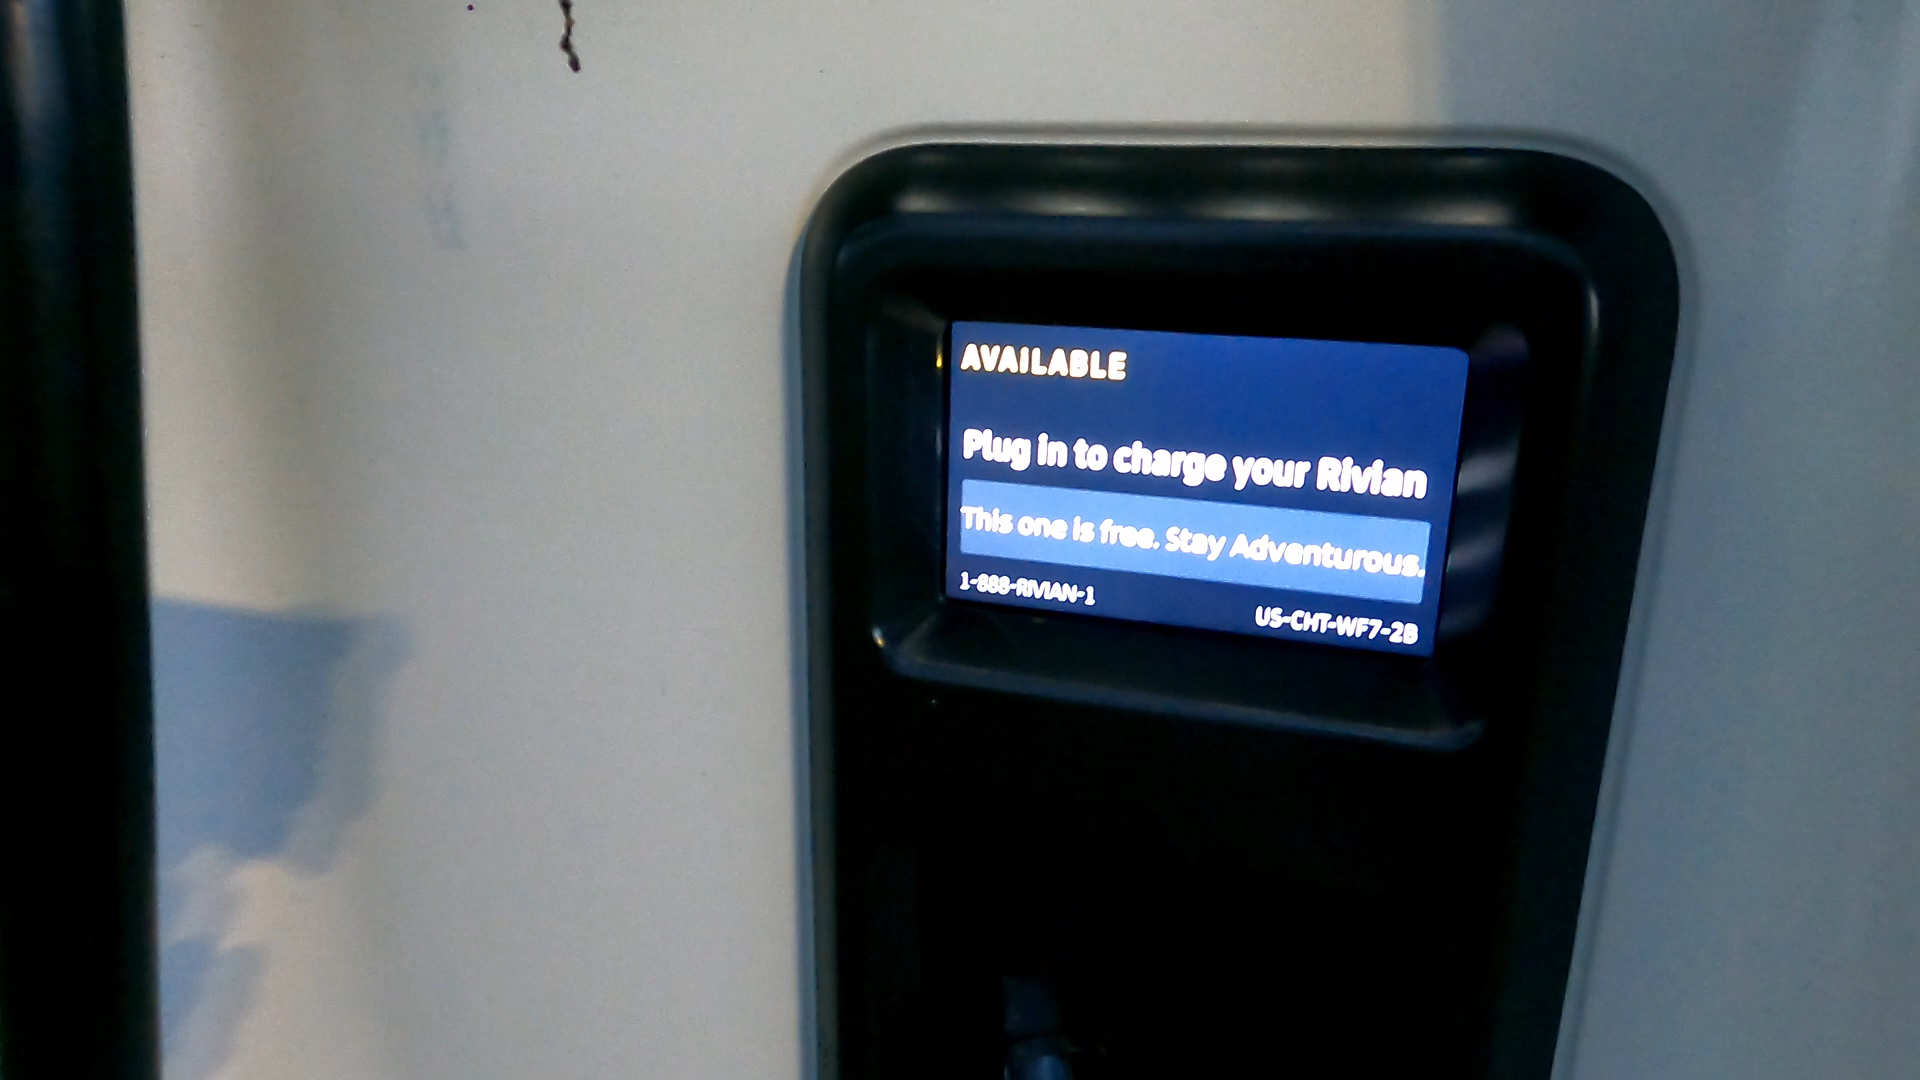 AVAILABLE
Plug in to charge your Rivian
This one is free. Stay Adventurous.
1-888-RIVIAN-1
US-CHT-WF7-2B